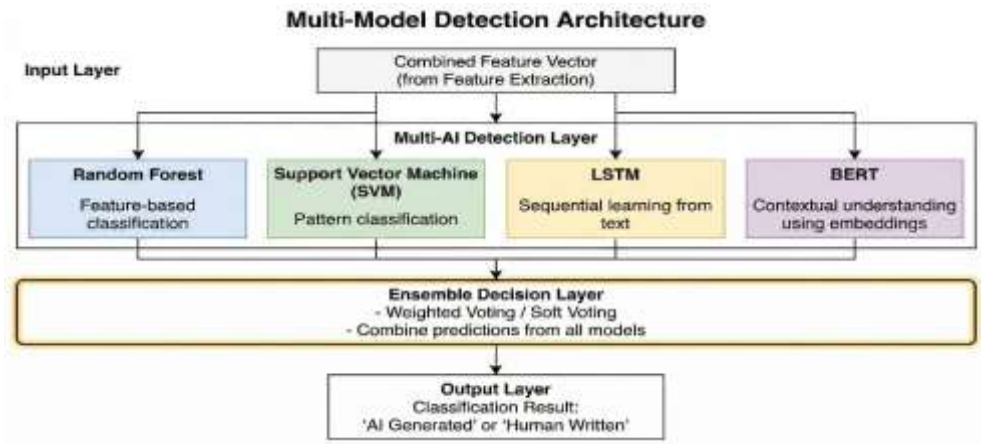 Multi-Model Detection Architecture
Input Layer
Combined Feature Vector
(from Feature Extraction)
Multi-AI Detection Layer
Random Forest
Feature-based
classification
Support Vector Machine
(SVM)
Pattern classification
LSTM
Sequential learning from
text
BERT
Contextual understanding
using embeddings
Ensemble Decision Layer
- Weighted Voting / Soft Voting
- Combine predictions from all models
Output Layer
Classification Result:
'AI Generated' or 'Human Written'